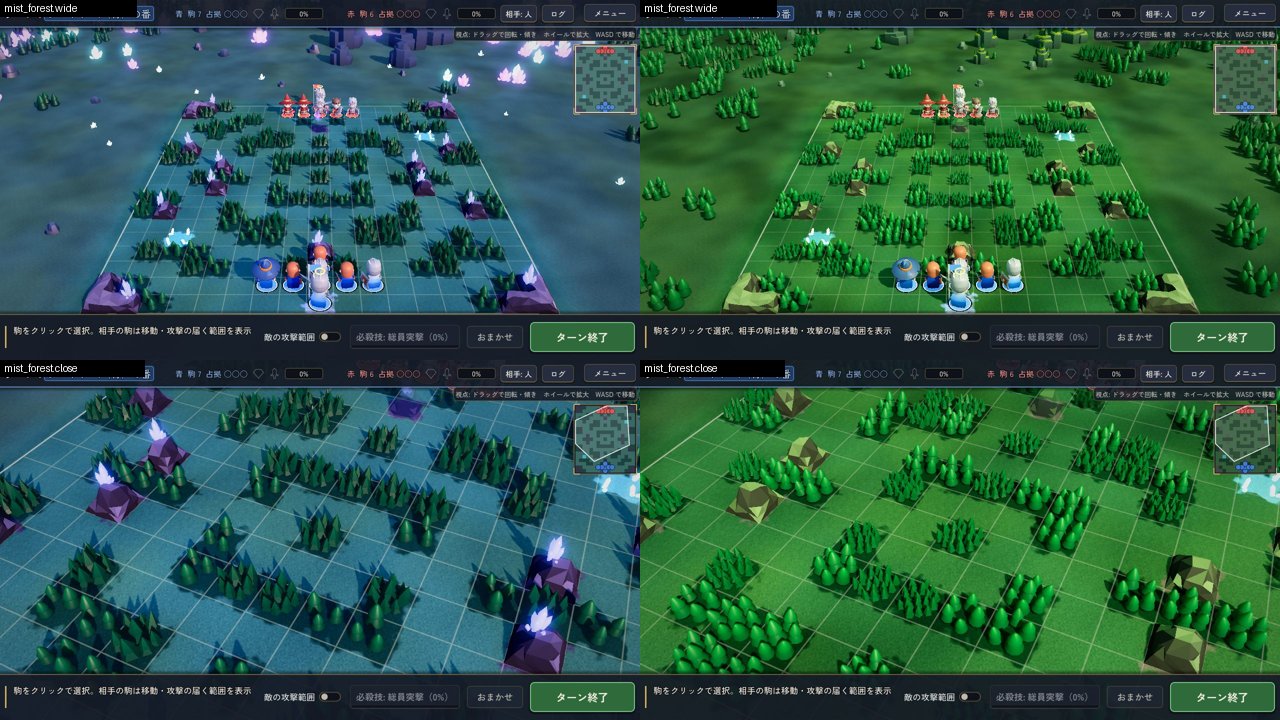 mist_forest.wide
の番
青 駒 7 占拠 ○○○
0%
赤 駒 6 占拠 ○○○
0%
相手: 人
ログ
メニュー
視点: ドラッグで回転・傾き ホイールで拡大 WASD で移動
駒をクリックで選択。相手の駒は移動・攻撃の届く範囲を表示
敵の攻撃範囲
必殺技: 総員突撃（0%）
おまかせ
ターン終了
mist_forest.wide
の番
青 駒 7 占拠 ○○○
0%
赤 駒 6 占拠 ○○○
0%
相手: 人
ログ
メニュー
視点: ドラッグで回転・傾き ホイールで拡大 WASD で移動
駒をクリックで選択。相手の駒は移動・攻撃の届く範囲を表示
敵の攻撃範囲
必殺技: 総員突撃（0%）
おまかせ
ターン終了
mist_forest.close
青 駒 7 占拠 ○○○
0%
赤 駒 6 占拠 ○○○
0%
相手: 人
ログ
メニュー
視点: ドラッグで回転・傾き ホイールで拡大 WASD で移動
駒をクリックで選択。相手の駒は移動・攻撃の届く範囲を表示
敵の攻撃範囲
必殺技: 総員突撃（0%）
おまかせ
ターン終了
mist_forest.close
青 駒 7 占拠 ○○○
0%
赤 駒 6 占拠 ○○○
0%
相手: 人
ログ
メニュー
視点: ドラッグで回転・傾き ホイールで拡大 WASD で移動
駒をクリックで選択。相手の駒は移動・攻撃の届く範囲を表示
敵の攻撃範囲
必殺技: 総員突撃（0%）
おまかせ
ターン終了